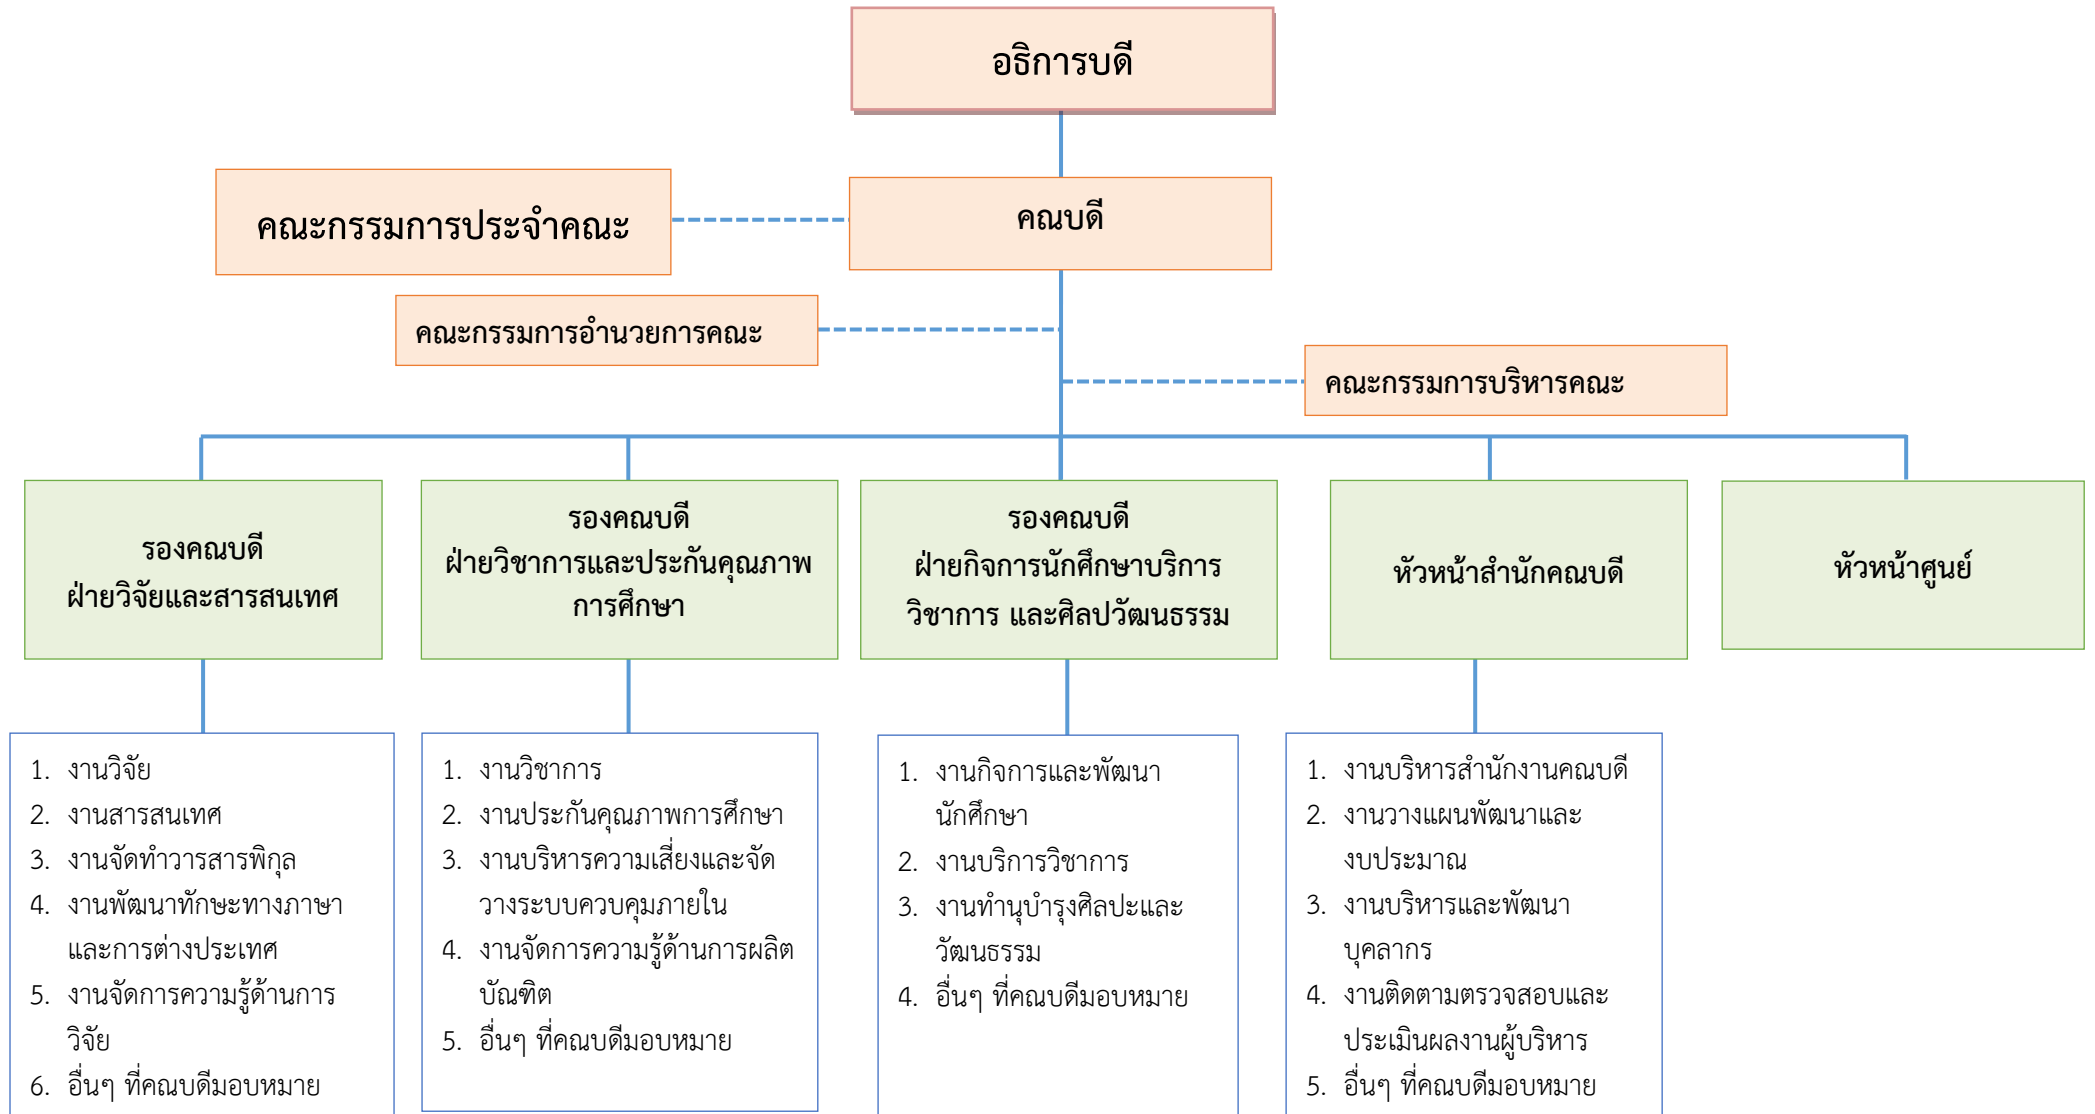 อธิการบดี
คณะกรรมการประจำคณะ
คณบดี
คณะกรรมการอำนวยการคณะ
คณะกรรมการบริหารคณะ
รองคณบดี
ฝ่ายวิจัยและสารสนเทศ
รองคณบดี
ฝ่ายวิชาการและประกันคุณภาพ
การศึกษา
รองคณบดี
ฝ่ายกิจการนักศึกษาบริการ
วิชาการ และศิลปวัฒนธรรม
หัวหน้าสำนักคณบดี
หัวหน้าศูนย์
1. งานวิจัย
2. งานสารสนเทศ
3. งานจัดทำวารสารพิกุล
4. งานพัฒนาทักษะทางภาษา
และการต่างประเทศ
5. งานจัดการความรู้ด้านการ
วิจัย
6. อื่นๆ ที่คณบดีมอบหมาย
1. งานวิชาการ
2. งานประกันคุณภาพการศึกษา
3. งานบริหารความเสี่ยงและจัด
วางระบบควบคุมภายใน
4. งานจัดการความรู้ด้านการผลิต
บัณฑิต
5. อื่นๆ ที่คณบดีมอบหมาย
1. งานกิจการและพัฒนา
นักศึกษา
2. งานบริการวิชาการ
3. งานทำนุบำรุงศิลปะและ
วัฒนธรรม
4. อื่นๆ ที่คณบดีมอบหมาย
1. งานบริหารสำนักงานคณบดี
2. งานวางแผนพัฒนาและ
งบประมาณ
3. งานบริหารและพัฒนา
บุคลากร
4. งานติดตามตรวจสอบและ
ประเมินผลงานผู้บริหาร
5. อื่นๆ ที่คณบดีมอบหมาย